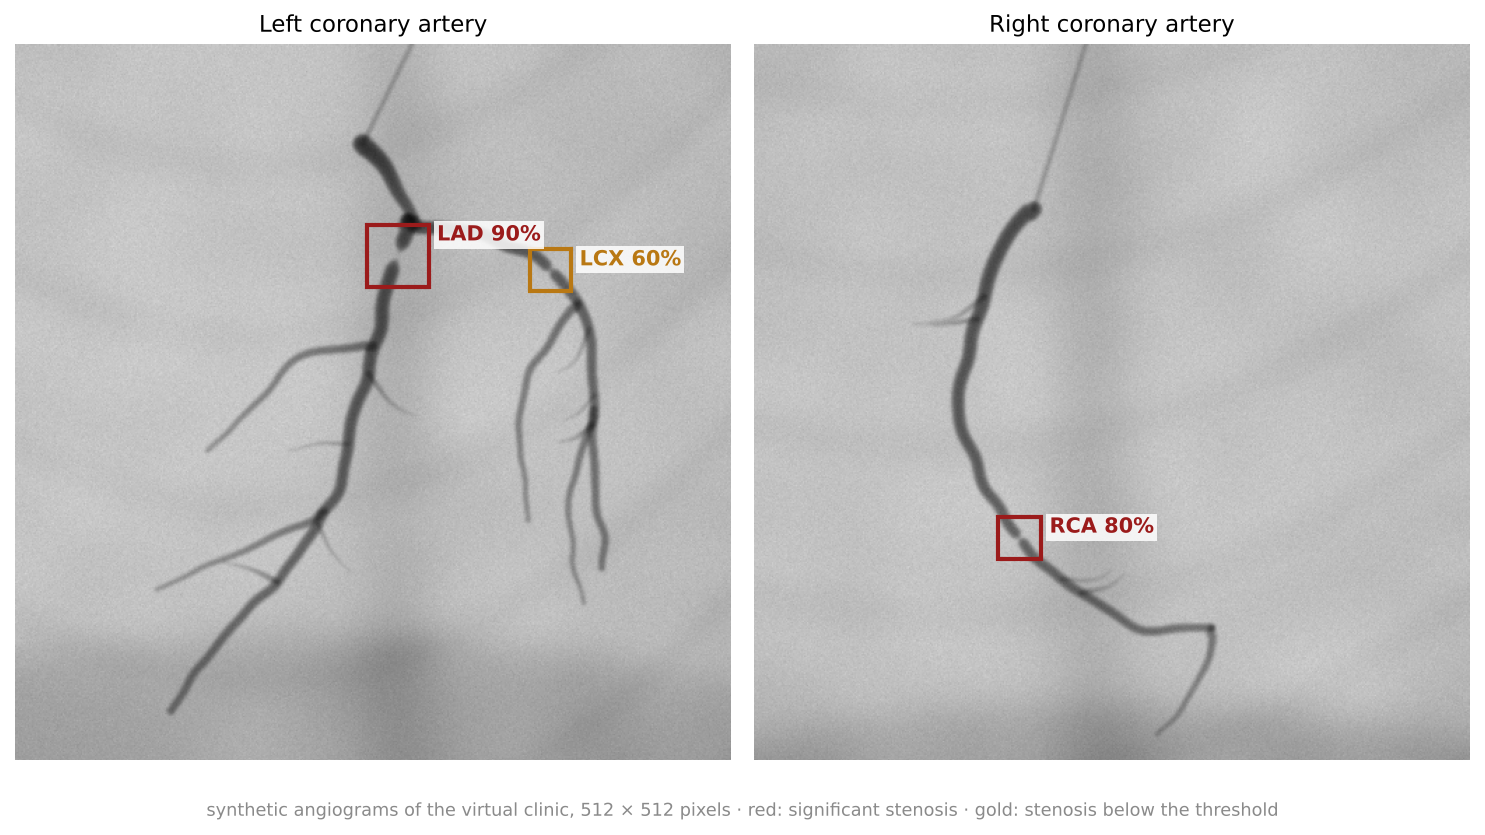 Left coronary artery
Right coronary artery
LAD 90%
LCX 60%
RCA 80%
synthetic angiograms of the virtual clinic, 512 × 512 pixels · red: significant stenosis · gold: stenosis below the threshold